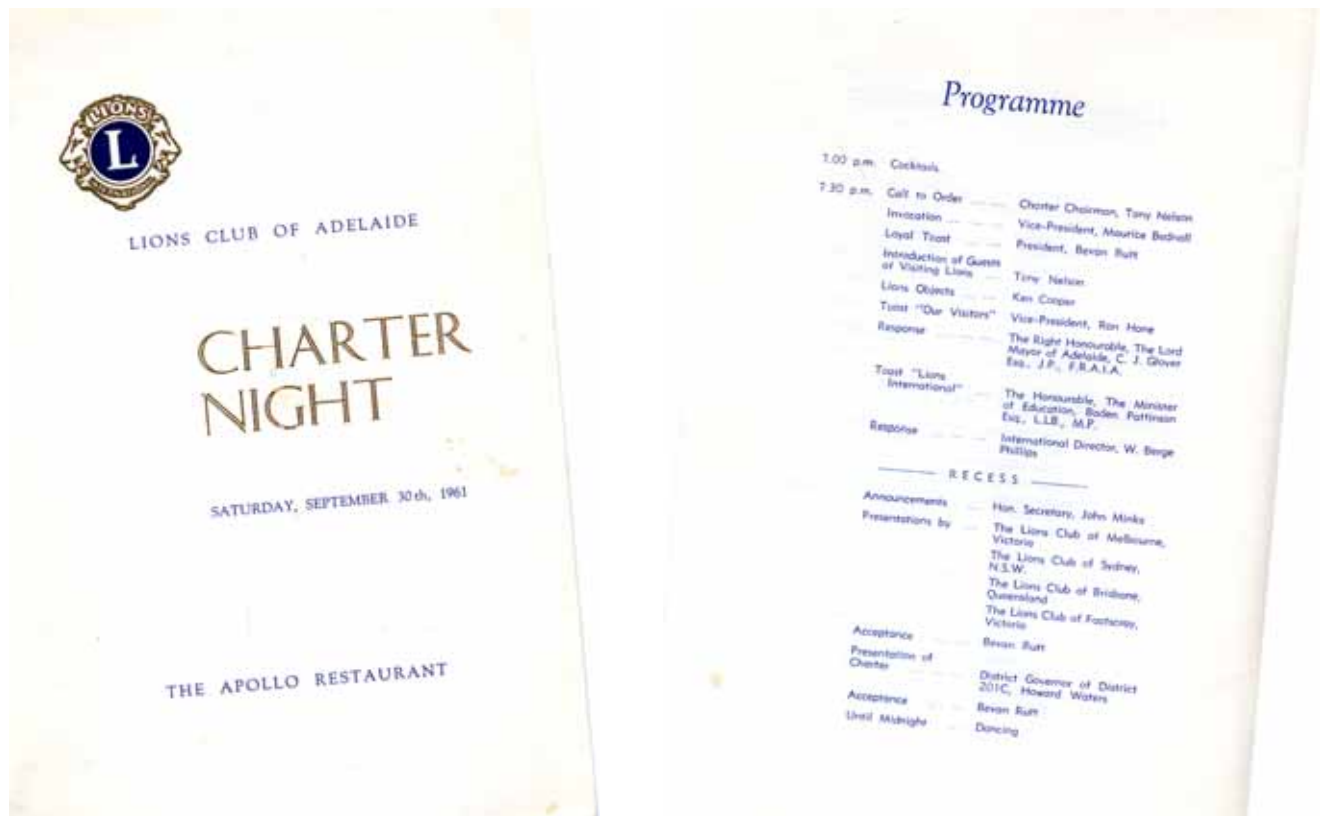 LIONS
L
INTERNATIONAL
LIONS CLUB OF ADELAIDE
CHARTER
NIGHT
SATURDAY, SEPTEMBER 30th, 1961
THE APOLLO RESTAURANT
Programme
7.00 p.m. Cocktails
7.30 p.m. Call to Order Charter Chairman, Tony Nelson
Invocation Vice-President, Maurice Budnall
Loyal Toast President, Bevan Rutt
Introduction of Guests
of Visiting Lions Tony Nelson
Lions Objects Ken Cooper
Toast "Our Visitors" Vice-President, Ron Hone
Response The Right Honourable, The Lord
Mayor of Adelaide, C. J. Glover
Esq., J.P., F.R.A.I.A.
Toast "Lions
International" The Honourable, The Minister
of Education, Baden Pattinson
Esq., L.LB., M.P.
Response International Director, W. Berge
Phillips
RECESS
Announcements Hon. Secretary, John Minks
Presentations by The Lions Club of Melbourne,
Victoria
The Lions Club of Sydney,
N.S.W.
The Lions Club of Brisbane,
Queensland
The Lions Club of Footscray,
Victoria
Acceptance Bevan Rutt
Presentation of
Charter District Governor of District
201C, Howard Waters
Acceptance Bevan Rutt
Until Midnight Dancing